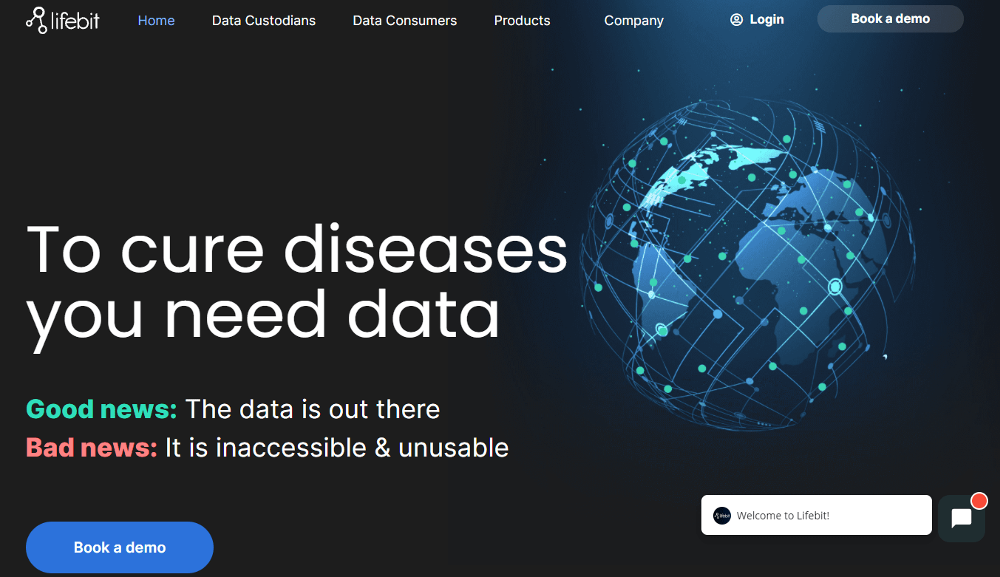 lifebit
Home
Data Custodians
Data Consumers
Products
Company
Login
Book a demo
To cure diseases
you need data
Good news: The data is out there
Bad news: It is inaccessible & unusable
Book a demo
lifebit
Welcome to Lifebit!